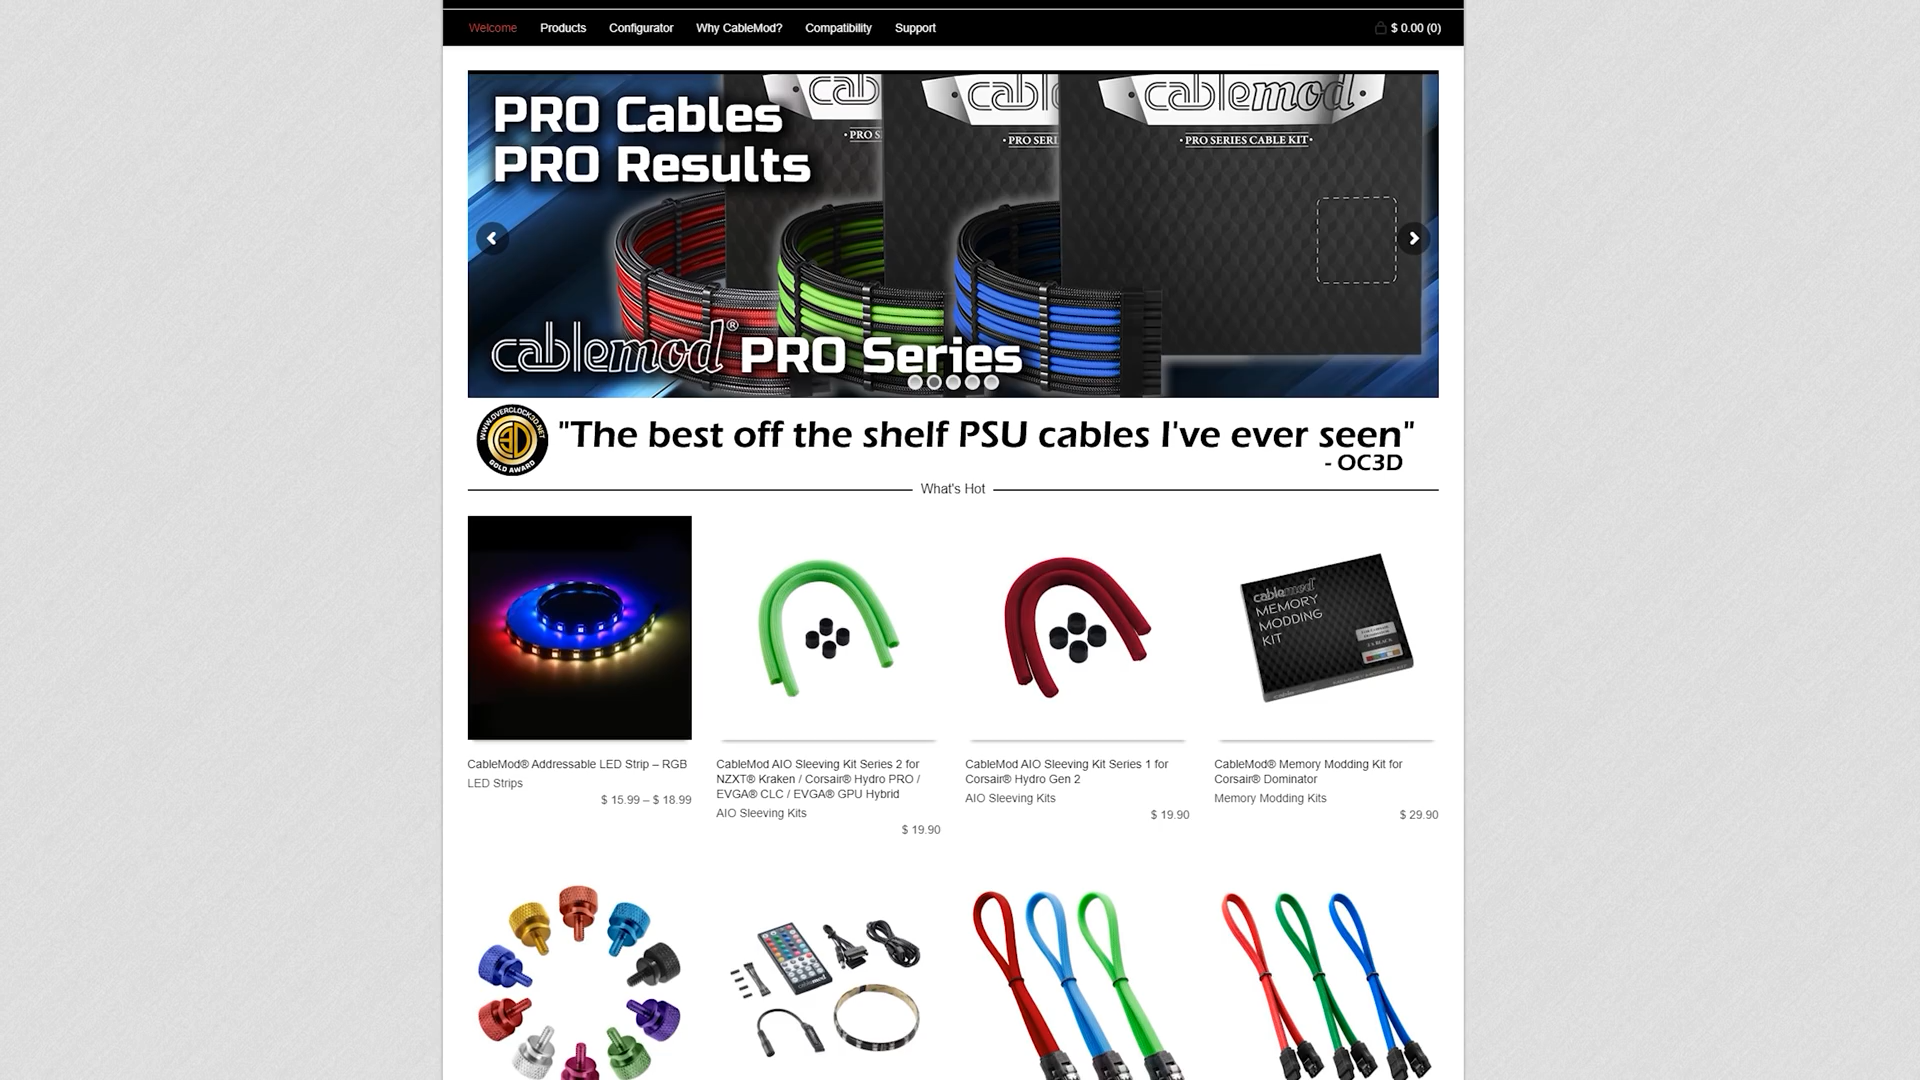 Welcome Products Configurator Why CableMod? Compatibility Support $ 0.00 (0)
PRO Cables
PRO Results
cablemod
• PRO SERIES CABLE KIT •
cablemod® PRO Series
WWW.OVERCLOCK3D.NET
GOLD AWARD
"The best off the shelf PSU cables I've ever seen"
- OC3D
What's Hot
cablemod
MEMORY
MODDING
KIT
CableMod® Addressable LED Strip – RGB
LED Strips
$ 15.99 – $ 18.99
CableMod AIO Sleeving Kit Series 2 for
NZXT® Kraken / Corsair® Hydro PRO /
EVGA® CLC / EVGA® GPU Hybrid
AIO Sleeving Kits
$ 19.90
CableMod AIO Sleeving Kit Series 1 for
Corsair® Hydro Gen 2
AIO Sleeving Kits
$ 19.90
CableMod® Memory Modding Kit for
Corsair® Dominator
Memory Modding Kits
$ 29.90